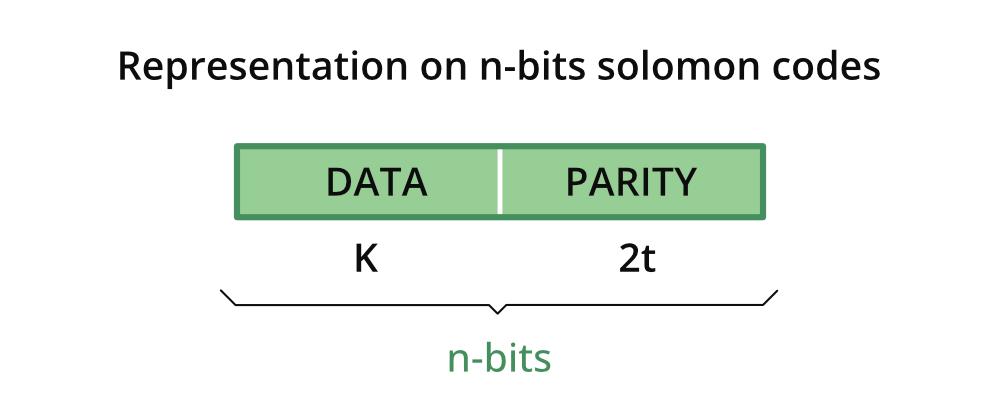 Representation on n-bits solomon codes
DATA PARITY
K 2t
n-bits